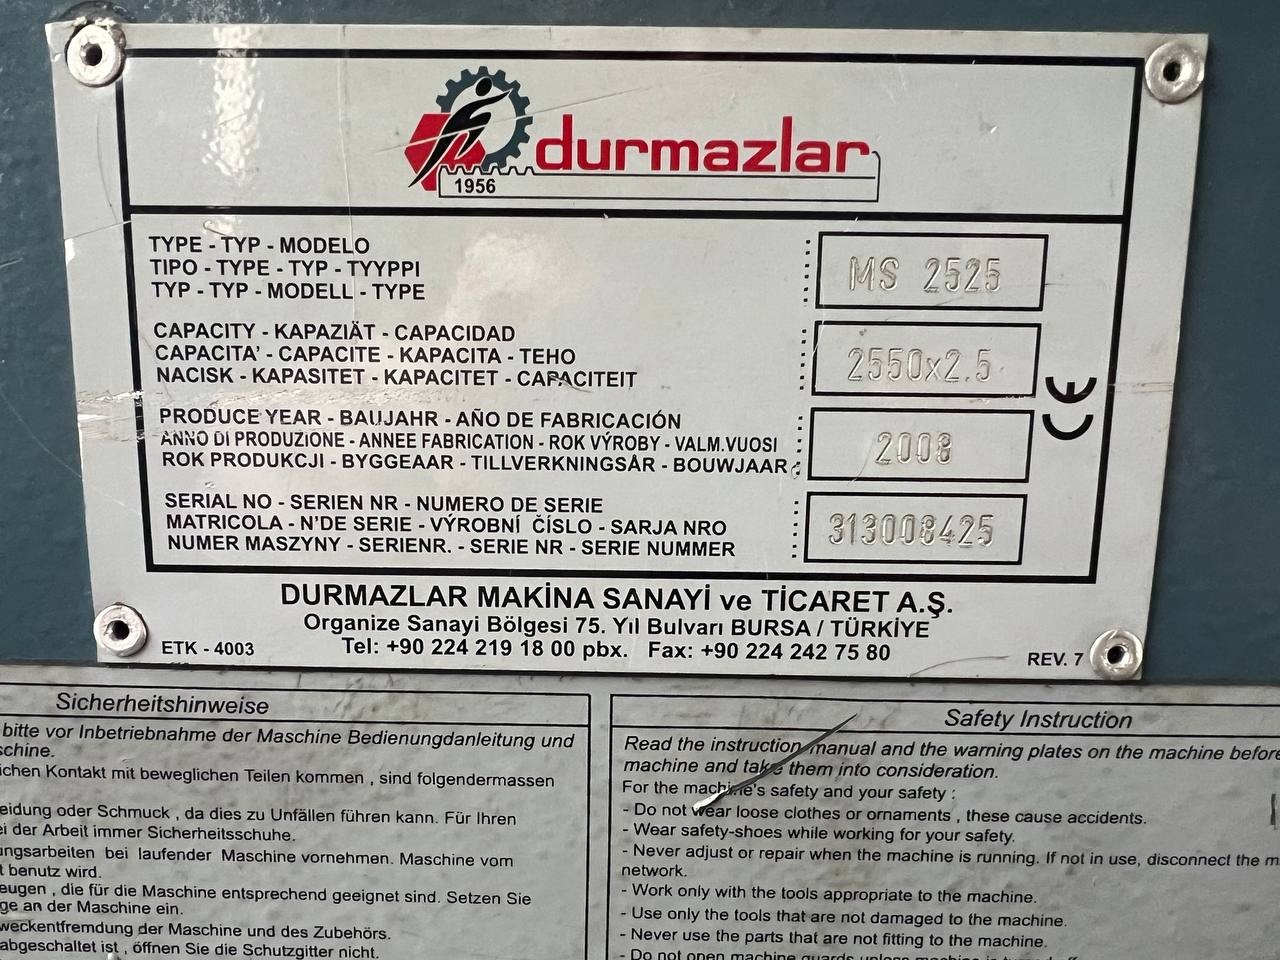 durmazlar
1956
TYPE - TYP - MODELO
TIPO - TYPE - TYP - TYYPPI
TYP - TYP - MODELL - TYPE
MS 2525
CAPACITY - KAPAZIÄT - CAPACIDAD
CAPACITA' - CAPACITE - KAPACITA - TEHO
NACISK - KAPASITET - KAPACITET - CAPACITEIT
2550x2.5
CE
PRODUCE YEAR - BAUJAHR - AÑO DE FABRICACIÓN
ANNO DI PRODUZIONE - ANNEE FABRICATION - ROK VÝROBY - VALM.VUOSI
ROK PRODUKCJI - BYGGEAAR - TILLVERKNINGSÅR - BOUWJAAR
2008
SERIAL NO - SERIEN NR - NUMERO DE SERIE
MATRICOLA - N'DE SERIE - VÝROBNÍ ČÍSLO - SARJA NRO
NUMER MASZYNY - SERIENR. - SERIE NR - SERIE NUMMER
313008425
DURMAZLAR MAKİNA SANAYİ ve TİCARET A.Ş.
Organize Sanayi Bölgesi 75. Yıl Bulvarı BURSA / TÜRKİYE
Tel: +90 224 219 18 00 pbx. Fax: +90 224 242 75 80
ETK - 4003
REV. 7
Sicherheitshinweise
bitte vor Inbetriebnahme der Maschine Bedienungdanleitung und
schine.
ichen Kontakt mit beweglichen Teilen kommen , sind folgendermassen
eidung oder Schmuck , da dies zu Unfällen führen kann. Für Ihren
ei der Arbeit immer Sicherheitsschuhe.
ungsarbeiten bei laufender Maschine vornehmen. Maschine vom
t benutz wird.
eugen , die für die Maschine entsprechend geeignet sind. Setzen Sie
ge an der Maschine ein.
weckentfremdung der Maschine und des Zubehörs.
abgeschaltet ist , öffnen Sie die Schutzgitter nicht.
Safety Instruction
Read the instruction manual and the warning plates on the machine before
machine and take them into consideration.
For the machine's safety and your safety :
- Do not wear loose clothes or ornaments , these cause accidents.
- Wear safety-shoes while working for your safety.
- Never adjust or repair when the machine is running. If not in use, disconnect the m
network.
- Work only with the tools appropriate to the machine.
- Use only the tools that are not damaged to the machine.
- Never use the parts that are not fitting to the machine.
- Do not open machine guards unless machine is